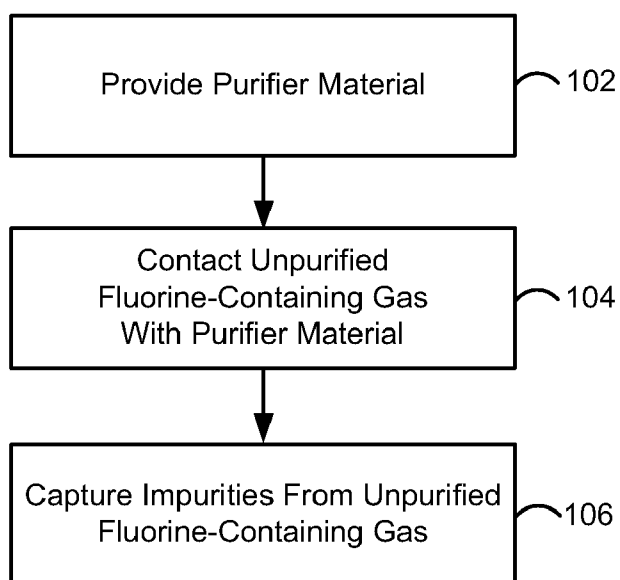 Provide Purifier Material
102
Contact Unpurified
Fluorine-Containing Gas
With Purifier Material
104
Capture Impurities From Unpurified
Fluorine-Containing Gas
106